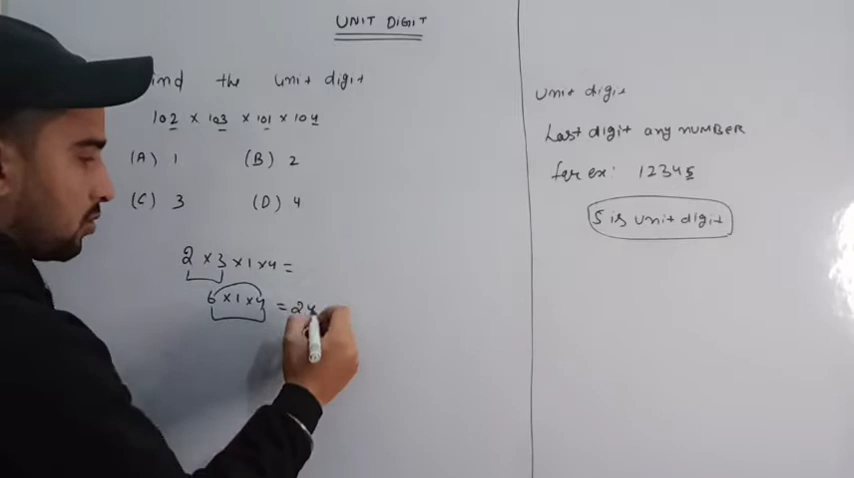 UNIT DIGIT
ind the unit digit
102 × 103 × 101 × 104
(A) 1 (B) 2
(C) 3 (D) 4
2 × 3 × 1 × 4 =
6 × 1 × 4 = 24
Unit digit
Last digit any NUMBER
for ex: 12345
5 is unit digit